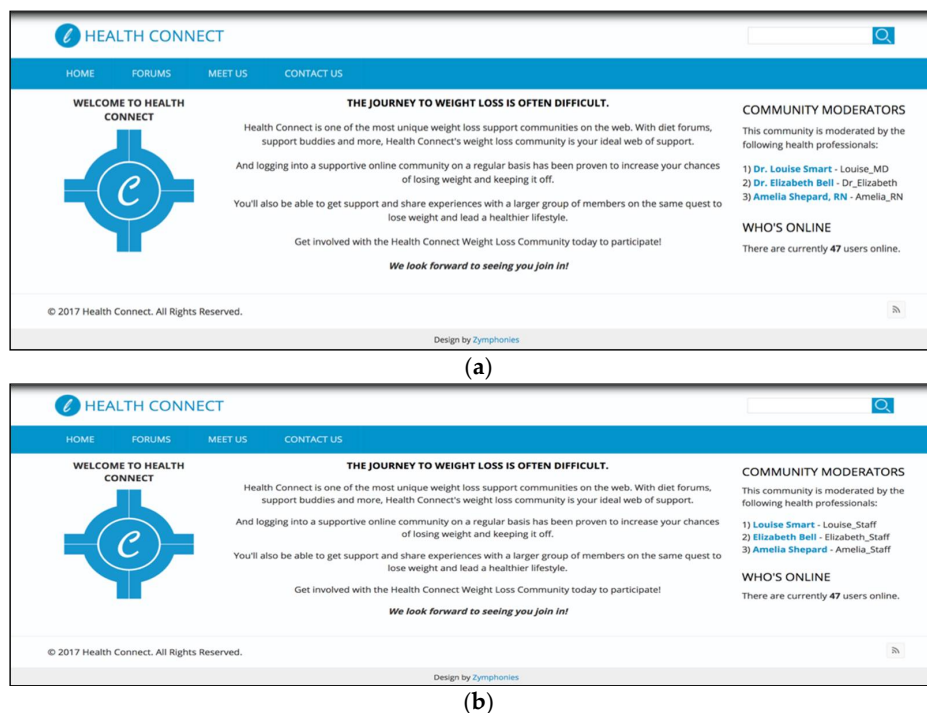 HEALTH CONNECT
HOME FORUMS MEET US CONTACT US
WELCOME TO HEALTH
CONNECT
C
THE JOURNEY TO WEIGHT LOSS IS OFTEN DIFFICULT.
Health Connect is one of the most unique weight loss support communities on the web. With diet forums,
support buddies and more, Health Connect's weight loss community is your ideal web of support.
And logging into a supportive online community on a regular basis has been proven to increase your chances
of losing weight and keeping it off.
You'll also be able to get support and share experiences with a larger group of members on the same quest to
lose weight and lead a healthier lifestyle.
Get involved with the Health Connect Weight Loss Community today to participate!
We look forward to seeing you join in!
COMMUNITY MODERATORS
This community is moderated by the
following health professionals:
1) Dr. Louise Smart - Louise_MD
2) Dr. Elizabeth Bell - Dr_Elizabeth
3) Amelia Shepard, RN - Amelia_RN
WHO'S ONLINE
There are currently 47 users online.
© 2017 Health Connect. All Rights Reserved.
Design by Zymphonies
(a)
HEALTH CONNECT
HOME FORUMS MEET US CONTACT US
WELCOME TO HEALTH
CONNECT
C
THE JOURNEY TO WEIGHT LOSS IS OFTEN DIFFICULT.
Health Connect is one of the most unique weight loss support communities on the web. With diet forums,
support buddies and more, Health Connect's weight loss community is your ideal web of support.
And logging into a supportive online community on a regular basis has been proven to increase your chances
of losing weight and keeping it off.
You'll also be able to get support and share experiences with a larger group of members on the same quest to
lose weight and lead a healthier lifestyle.
Get involved with the Health Connect Weight Loss Community today to participate!
We look forward to seeing you join in!
COMMUNITY MODERATORS
This community is moderated by the
following health professionals:
1) Louise Smart - Louise_Staff
2) Elizabeth Bell - Elizabeth_Staff
3) Amelia Shepard - Amelia_Staff
WHO'S ONLINE
There are currently 47 users online.
© 2017 Health Connect. All Rights Reserved.
Design by Zymphonies
(b)